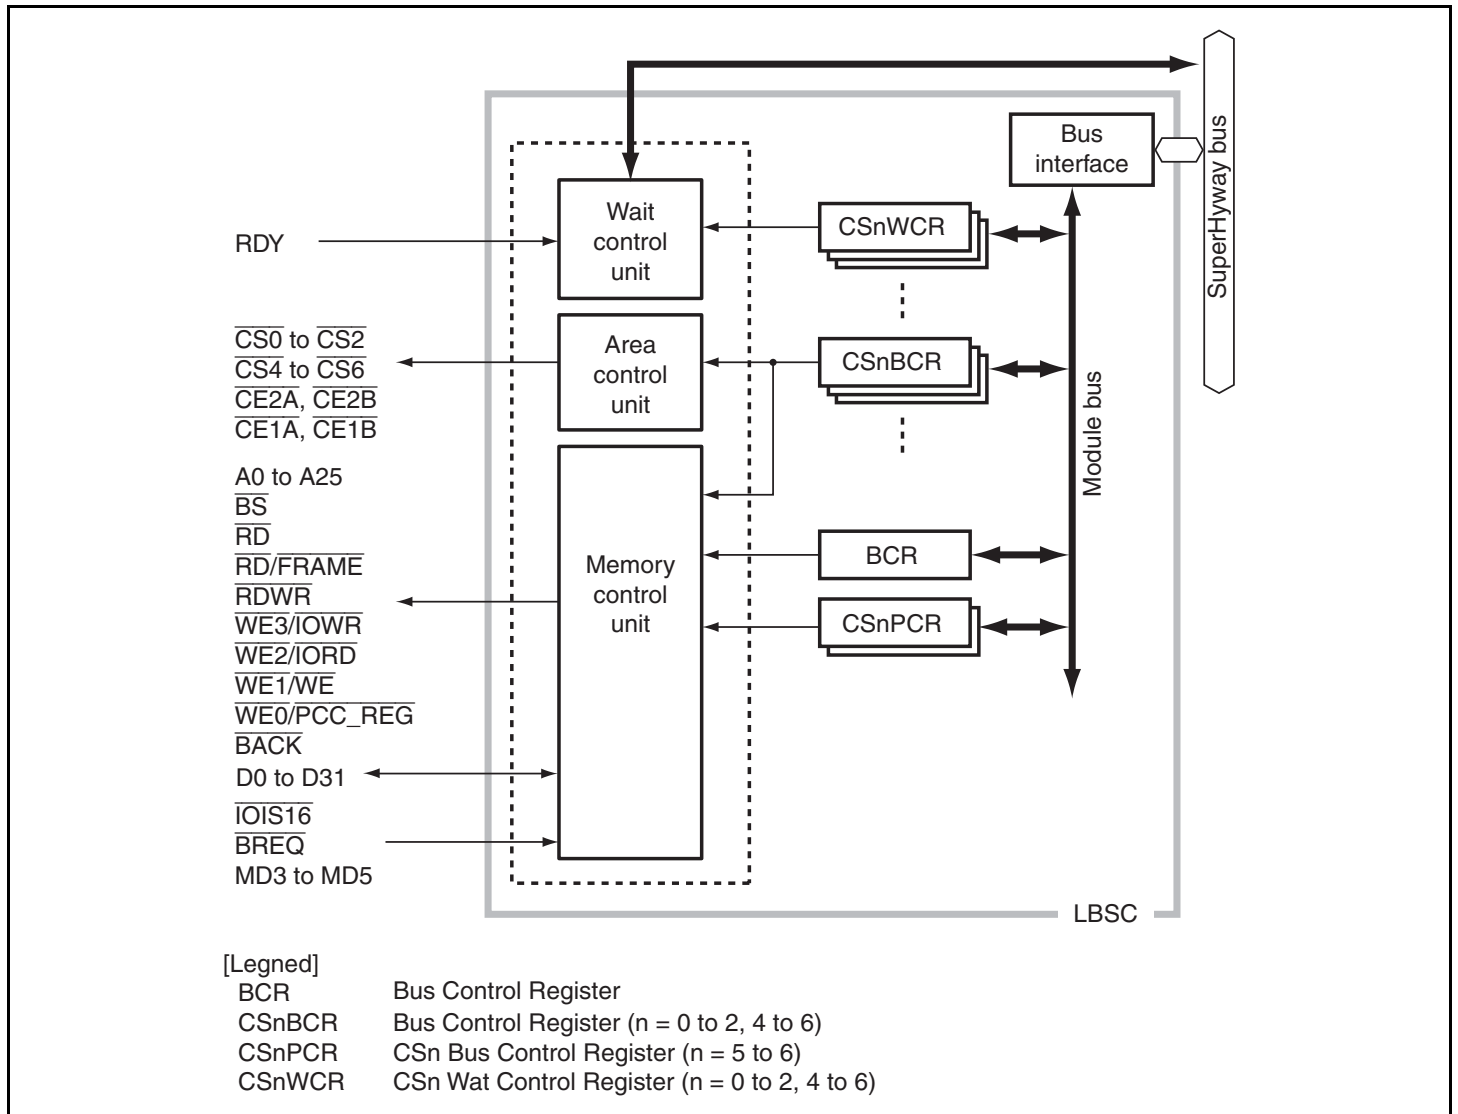 SuperHyway bus
Bus
interface
Wait
control
unit
CSnWCR
RDY
CS0 to CS2
CS4 to CS6
CE2A, CE2B
CE1A, CE1B
Area
control
unit
CSnBCR
Module bus
A0 to A25
BS
RD
RD/FRAME
RDWR
WE3/IOWR
WE2/IORD
WE1/WE
WE0/PCC_REG
BACK
D0 to D31
IOIS16
BREQ
MD3 to MD5
Memory
control
unit
BCR
CSnPCR
LBSC
[Legned]
BCR Bus Control Register
CSnBCR Bus Control Register (n = 0 to 2, 4 to 6)
CSnPCR CSn Bus Control Register (n = 5 to 6)
CSnWCR CSn Wat Control Register (n = 0 to 2, 4 to 6)